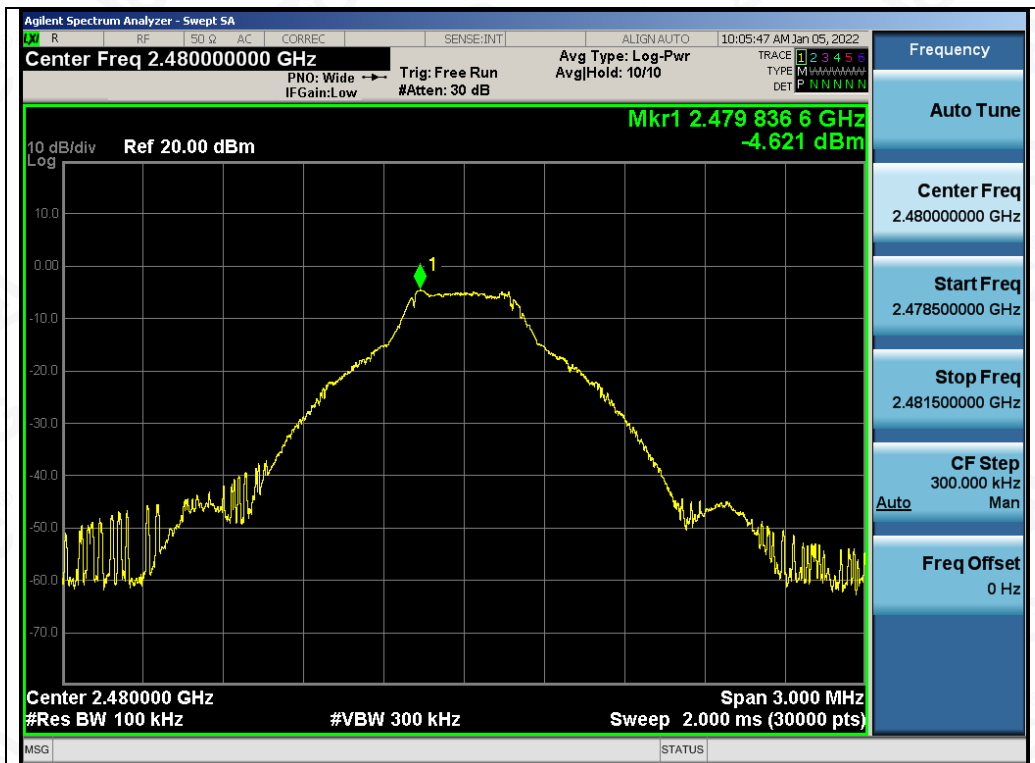 Agilent Spectrum Analyzer - Swept SA
LXI R RF 50 Ω AC CORREC SENSE:INT ALIGN AUTO 10:05:47 AM Jan 05, 2022
Center Freq 2.480000000 GHz
PNO: Wide
IFGain:Low
Trig: Free Run
#Atten: 30 dB
Avg Type: Log-Pwr
Avg|Hold: 10/10
TRACE 1 2 3 4 5 6
TYPE M
DET P N N N N N
Mkr1 2.479 836 6 GHz
-4.621 dBm
10 dB/div Ref 20.00 dBm
Log
10.0
0.00
1
-10.0
-20.0
-30.0
-40.0
-50.0
-60.0
-70.0
Center 2.480000 GHz Span 3.000 MHz
#Res BW 100 kHz #VBW 300 kHz Sweep 2.000 ms (30000 pts)
MSG STATUS
Frequency
Auto Tune
Center Freq
2.480000000 GHz
Start Freq
2.478500000 GHz
Stop Freq
2.481500000 GHz
CF Step
300.000 kHz
Auto Man
Freq Offset
0 Hz